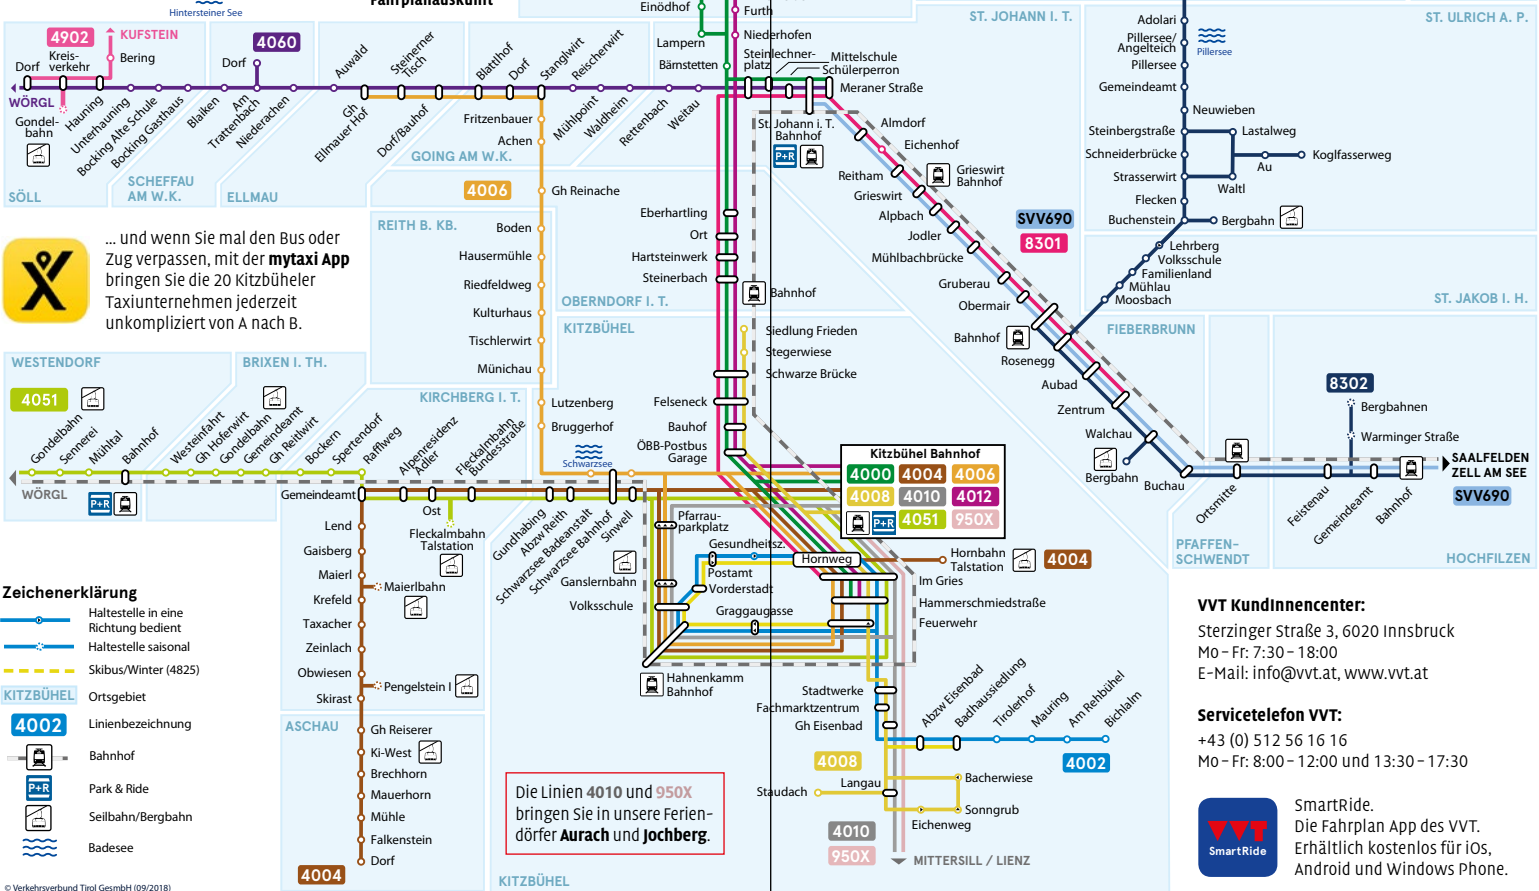 Hintersteiner See
Fahrplanauskunft
Einödhof
Furth
Niederhofen
Lampern
Bärnstetten
Steinlechner-
platz
Mittelschule
Schülerperron
Meraner Straße
St. Johann i. T.
Bahnhof
P+R
ST. JOHANN I. T.
ST. ULRICH A. P.
Adolari
Pillersee/
Angelteich
Pillersee
Pillersee
Gemeindeamt
Neuwieben
Steinbergstraße
Lastalweg
Schneiderbrücke
Koglfasserweg
Au
Strasserwirt
Waltl
Flecken
Buchenstein
Bergbahn
Lehrberg
Volksschule
Familienland
Mühlau
Moosbach
ST. JAKOB I. H.
4902
KUFSTEIN
Bering
Dorf
Kreis-
verkehr
WÖRGL
Gondel-
bahn
Hauning
Unterhauning
Bocking Alte Schule
Bocking Gasthaus
SÖLL
SCHEFFAU
AM W.K.
4060
Dorf
Blaiken
Am
Trattenbach
Niederachen
ELLMAU
Auwald
Gh
Ellmauer Hof
Steinerner
Tisch
Dorf/Bauhof
Blattlhof
Dorf
Stanglwirt
Reischerwirt
Mühlpoint
Waldheim
Rettenbach
Weitau
Fritzenbauer
Achen
GOING AM W.K.
4006
Gh Reinache
REITH B. KB.
Boden
Hausermühle
Riedfeldweg
Kulturhaus
Tischlerwirt
Münichau
Lutzenberg
Bruggerhof
Schwarzsee
Eberhartling
Ort
Hartsteinwerk
Steinerbach
OBERNDORF I. T.
Bahnhof
KITZBÜHEL
Siedlung Frieden
Stegerwiese
Schwarze Brücke
Felseneck
Bauhof
ÖBB-Postbus
Garage
Almdorf
Eichenhof
Grieswirt
Bahnhof
Reitham
Grieswirt
Alpbach
Jodler
Mühlbachbrücke
Gruberau
Obermair
SVV690
8301
Bahnhof
Rosenegg
Aubad
Zentrum
Walchau
Bergbahn
Buchau
FIEBERBRUNN
8302
Bergbahnen
Warminger Straße
SAALFELDEN
ZELL AM SEE
SVV690
Ortsmitte
Feistenau
Gemeindeamt
Bahnhof
PFAFFEN-
SCHWENDT
HOCHFILZEN
... und wenn Sie mal den Bus oder
Zug verpassen, mit der mytaxi App
bringen Sie die 20 Kitzbüheler
Taxiunternehmen jederzeit
unkompliziert von A nach B.
WESTENDORF
BRIXEN I. TH.
4051
Gondelbahn
Sennerei
Mühltal
Bahnhof
Westeinfahrt
Gh Hoferwirt
Gondelbahn
Gemeindeamt
Gh Reitlwirt
Bockern
Spertendorf
Rafflweg
WÖRGL
P+R
KIRCHBERG I. T.
Alpenresidenz
Adler
Fleckalmbahn
Bundesstraße
Gemeindeamt
Ost
Fleckalmbahn
Talstation
Gundhabing
Abzw Reith
Schwarzsee Badeanstalt
Schwarzsee Bahnhof
Sinwell
Lend
Gaisberg
Maierl
Maierlbahn
Krefeld
Taxacher
Zeinlach
Obwiesen
Pengelstein I
Skirast
ASCHAU
Gh Reiserer
Ki-West
Brechhorn
Mauerhorn
Mühle
Falkenstein
Dorf
4004
Kitzbühel Bahnhof
4000 4004 4006
4008 4010 4012
P+R 4051 950X
Pfarrau-
parkplatz
Gesundheitsz.
Postamt
Vorderstadt
Graggaugasse
Ganslernbahn
Volksschule
Hahnenkamm
Bahnhof
Hornweg
Hornbahn
Talstation
4004
Im Gries
Hammerschmiedstraße
Feuerwehr
Stadtwerke
Fachmarktzentrum
Gh Eisenbad
Abzw Eisenbad
Badhaussiedlung
Tirolerhof
Mauring
Am Rehbühel
Bichlalm
4002
4008
Langau
Staudach
Bacherwiese
Sonngrub
Eichenweg
4010
950X
MITTERSILL / LIENZ
KITZBÜHEL
Die Linien 4010 und 950X
bringen Sie in unsere Ferien-
dörfer Aurach und Jochberg.
Zeichenerklärung
Haltestelle in eine
Richtung bedient
Haltestelle saisonal
Skibus/Winter (4825)
KITZBÜHEL Ortsgebiet
4002 Linienbezeichnung
Bahnhof
P+R Park & Ride
Seilbahn/Bergbahn
Badesee
© Verkehrsverbund Tirol GesmbH (09/2018)
VVT KundInnencenter:
Sterzinger Straße 3, 6020 Innsbruck
Mo – Fr: 7:30 – 18:00
E-Mail: info@vvt.at, www.vvt.at
Servicetelefon VVT:
+43 (0) 512 56 16 16
Mo – Fr: 8:00 – 12:00 und 13:30 – 17:30
VVT
SmartRide
SmartRide.
Die Fahrplan App des VVT.
Erhältlich kostenlos für iOs,
Android und Windows Phone.